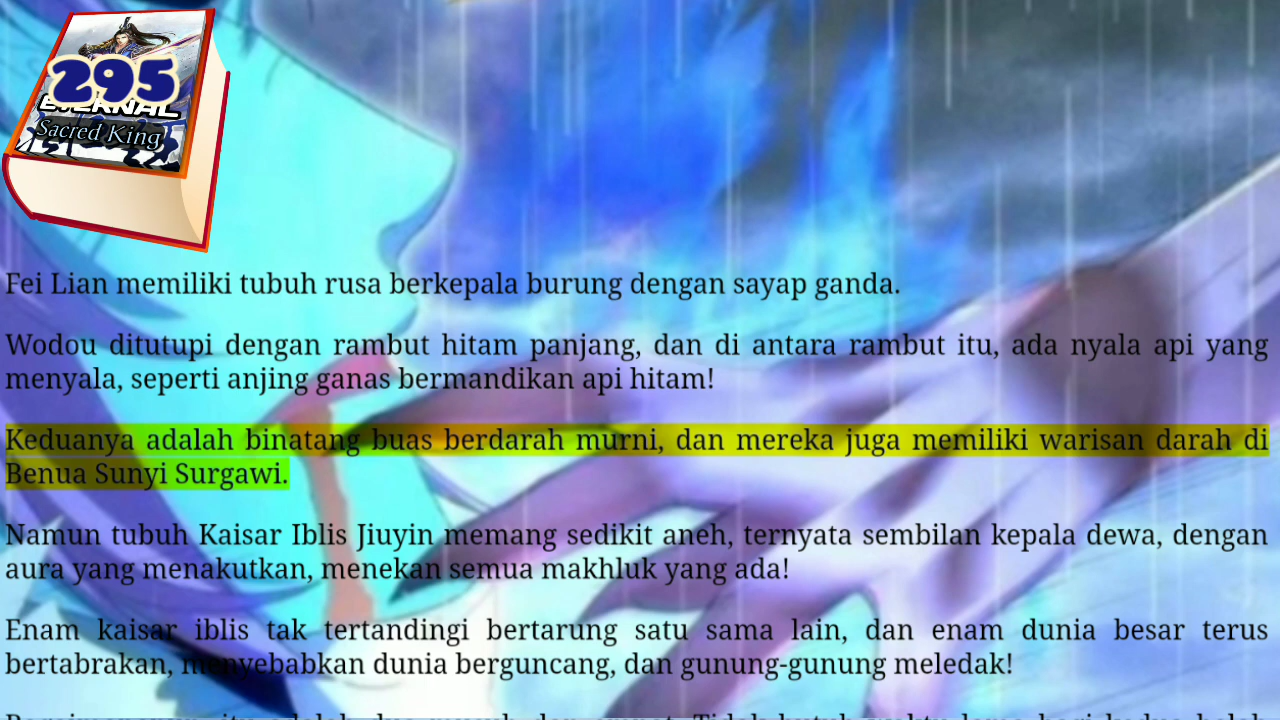 295
ETERNAL
Sacred King
Fei Lian memiliki tubuh rusa berkepala burung dengan sayap ganda.
Wodou ditutupi dengan rambut hitam panjang, dan di antara rambut itu, ada nyala api yang
menyala, seperti anjing ganas bermandikan api hitam!
Keduanya adalah binatang buas berdarah murni, dan mereka juga memiliki warisan darah di
Benua Sunyi Surgawi.
Namun tubuh Kaisar Iblis Jiuyin memang sedikit aneh, ternyata sembilan kepala dewa, dengan
aura yang menakutkan, menekan semua makhluk yang ada!
Enam kaisar iblis tak tertandingi bertarung satu sama lain, dan enam dunia besar terus
bertabrakan, menyebabkan dunia berguncang, dan gunung-gunung meledak!